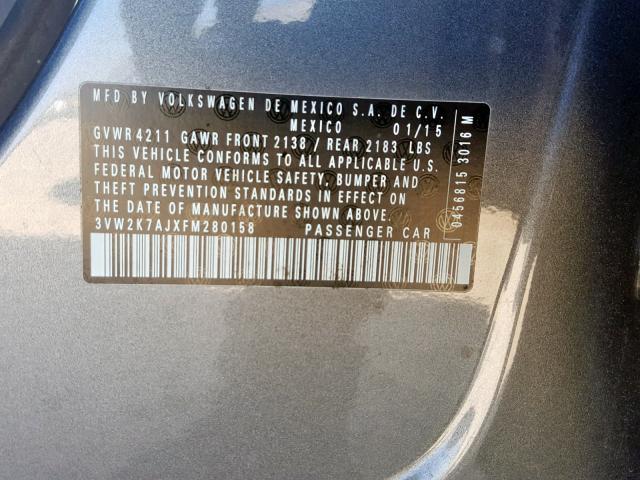 MFD BY VOLKSWAGEN DE MEXICO S.A. DE C.V.
MEXICO 01/15
GVWR 4211 GAWR FRONT 2138 / REAR 2183 LBS
THIS VEHICLE CONFORMS TO ALL APPLICABLE U.S.
FEDERAL MOTOR VEHICLE SAFETY, BUMPER AND
THEFT PREVENTION STANDARDS IN EFFECT ON
THE DATE OF MANUFACTURE SHOWN ABOVE.
3VW2K7AJXFM280158 PASSENGER CAR
0456815 3016 M